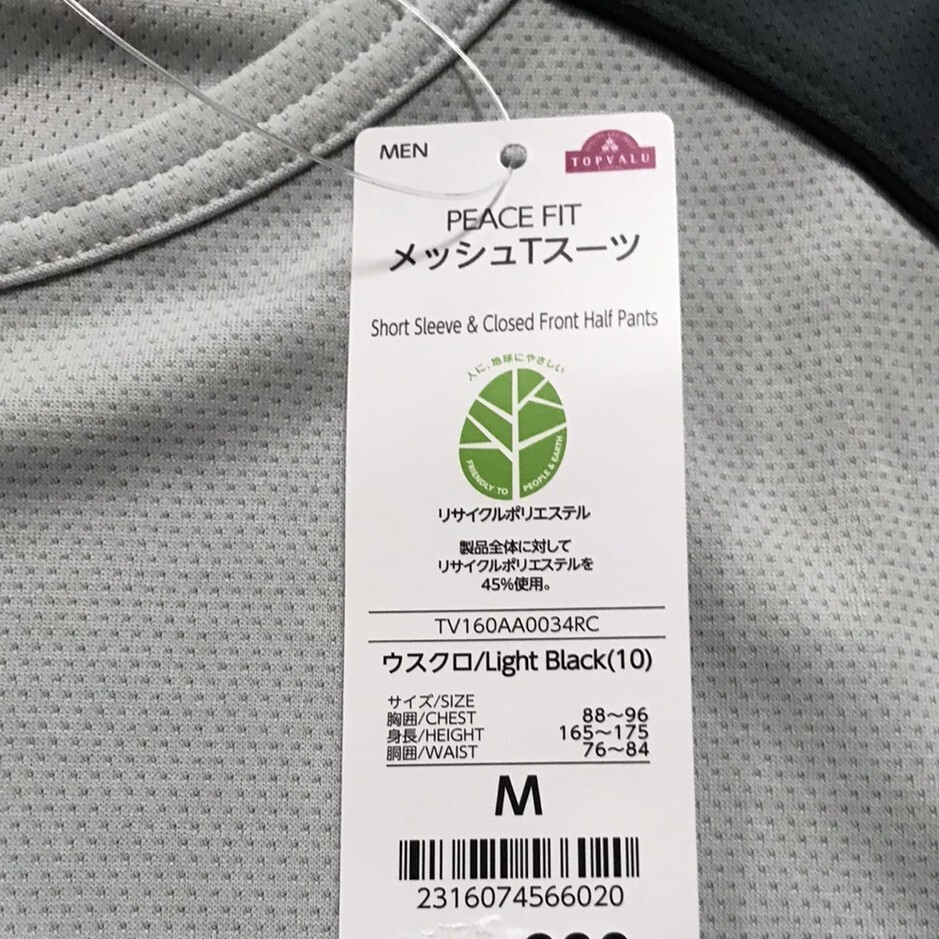 MEN
TOPVALU
PEACE FIT
メッシュTスーツ
Short Sleeve & Closed Front Half Pants
人に、地球にやさしい
FRIENDLY TO PEOPLE & EARTH
リサイクルポリエステル
製品全体に対して
リサイクルポリエステルを
45%使用。
TV160AA0034RC
ウスクロ/Light Black(10)
サイズ/SIZE
胸囲/CHEST 88～96
身長/HEIGHT 165～175
胴囲/WAIST 76～84
M
2316074566020